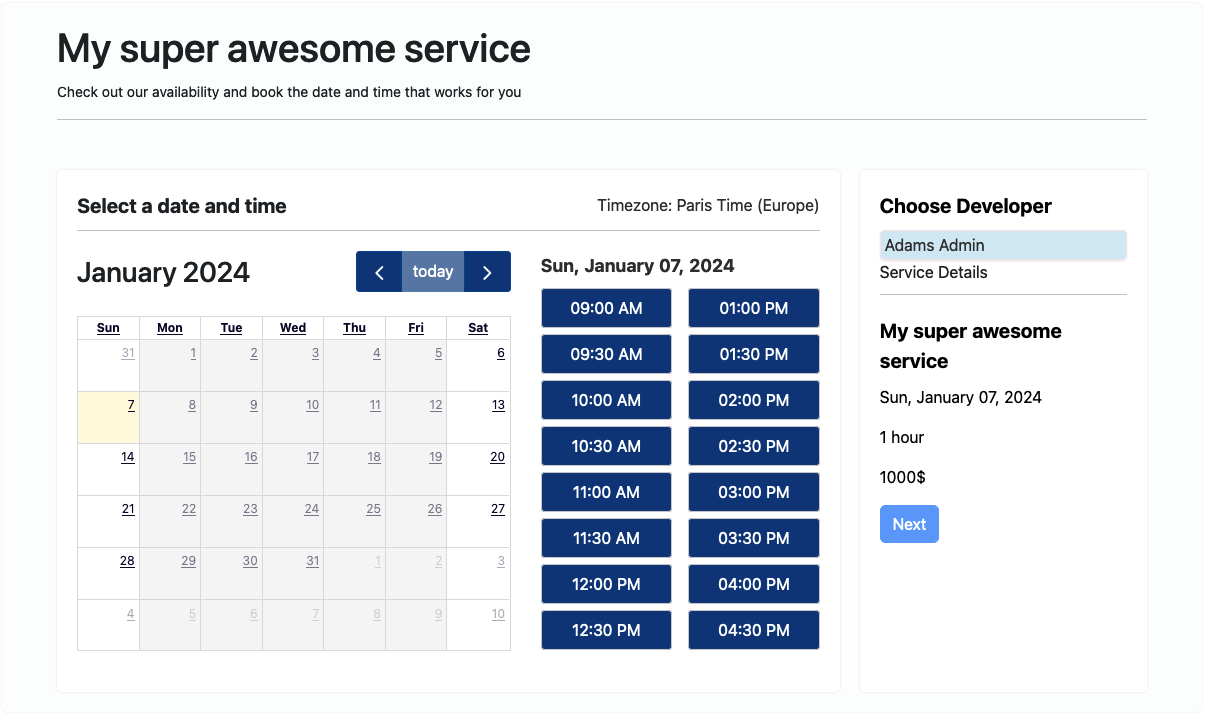 My super awesome service
Check out our availability and book the date and time that works for you
Select a date and time
Timezone: Paris Time (Europe)
January 2024
today
Sun Mon Tue Wed Thu Fri Sat
31 1 2 3 4 5 6
7 8 9 10 11 12 13
14 15 16 17 18 19 20
21 22 23 24 25 26 27
28 29 30 31 1 2 3
4 5 6 7 8 9 10
Sun, January 07, 2024
09:00 AM 01:00 PM
09:30 AM 01:30 PM
10:00 AM 02:00 PM
10:30 AM 02:30 PM
11:00 AM 03:00 PM
11:30 AM 03:30 PM
12:00 PM 04:00 PM
12:30 PM 04:30 PM
Choose Developer
Adams Admin
Service Details
My super awesome
service
Sun, January 07, 2024
1 hour
1000$
Next